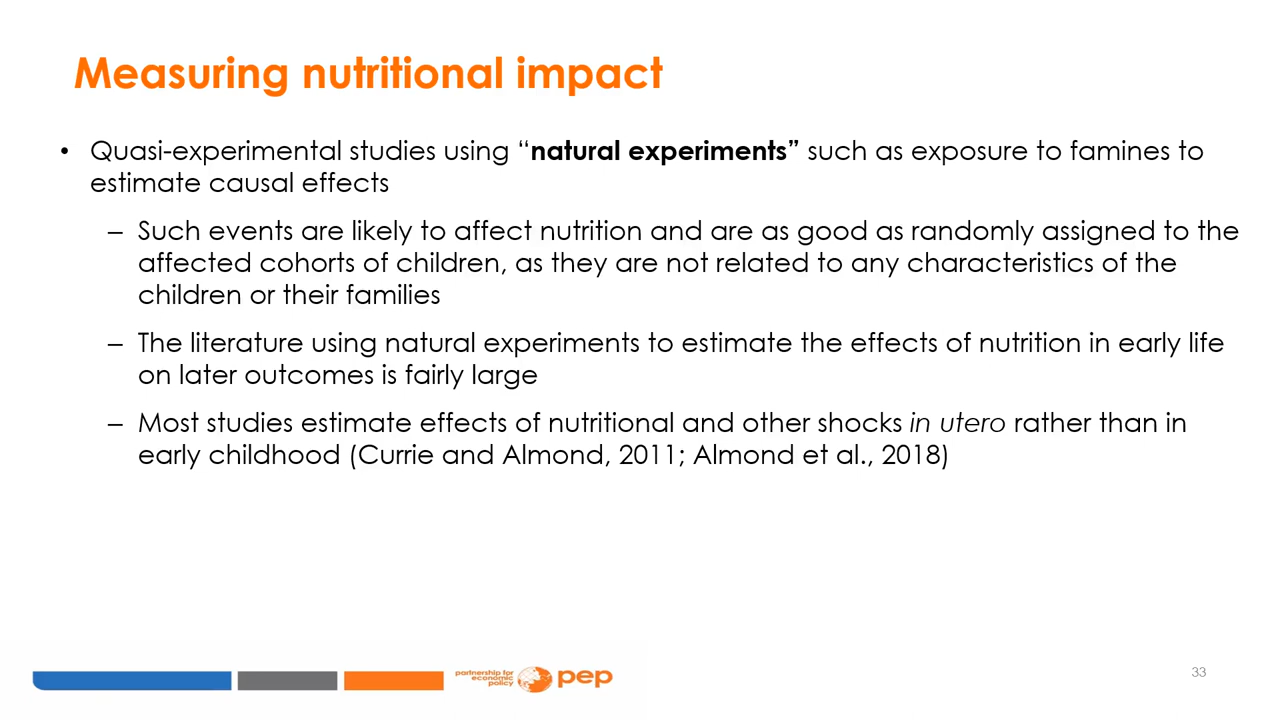 Measuring nutritional impact
• Quasi-experimental studies using “natural experiments” such as exposure to famines to
estimate causal effects
– Such events are likely to affect nutrition and are as good as randomly assigned to the
affected cohorts of children, as they are not related to any characteristics of the
children or their families
– The literature using natural experiments to estimate the effects of nutrition in early life
on later outcomes is fairly large
– Most studies estimate effects of nutritional and other shocks in utero rather than in
early childhood (Currie and Almond, 2011; Almond et al., 2018)
partnership for
economic
policy
pep
33